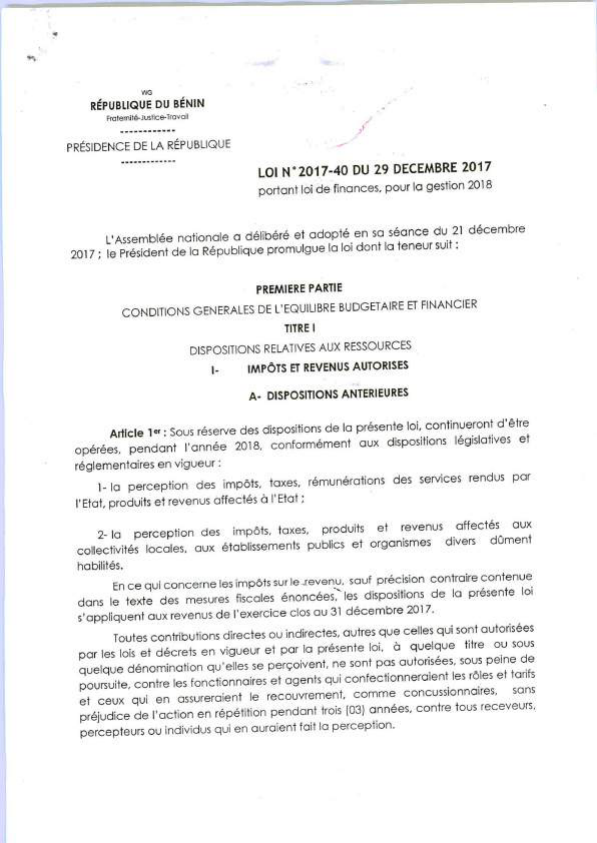 WG
RÉPUBLIQUE DU BÉNIN
Fraternité-Justice-Travail
------------
PRÉSIDENCE DE LA RÉPUBLIQUE
------------
LOI N° 2017-40 DU 29 DECEMBRE 2017
portant loi de finances, pour la gestion 2018
L'Assemblée nationale a délibéré et adopté en sa séance du 21 décembre
2017 ; le Président de la République promulgue la loi dont la teneur suit :
PREMIERE PARTIE
CONDITIONS GENERALES DE L'EQUILIBRE BUDGETAIRE ET FINANCIER
TITRE I
DISPOSITIONS RELATIVES AUX RESSOURCES
I- IMPÔTS ET REVENUS AUTORISES
A- DISPOSITIONS ANTERIEURES
Article 1er : Sous réserve des dispositions de la présente loi, continueront d'être
opérées, pendant l'année 2018, conformément aux dispositions législatives et
réglementaires en vigueur :
1- la perception des impôts, taxes, rémunérations des services rendus par
l'Etat, produits et revenus affectés à l'Etat ;
2- la perception des impôts, taxes, produits et revenus affectés aux
collectivités locales, aux établissements publics et organismes divers dûment
habilités.
En ce qui concerne les impôts sur le revenu, sauf précision contraire contenue
dans le texte des mesures fiscales énoncées, les dispositions de la présente loi
s'appliquent aux revenus de l'exercice clos au 31 décembre 2017.
Toutes contributions directes ou indirectes, autres que celles qui sont autorisées
par les lois et décrets en vigueur et par la présente loi, à quelque titre ou sous
quelque dénomination qu'elles se perçoivent, ne sont pas autorisées, sous peine de
poursuite, contre les fonctionnaires et agents qui confectionneraient les rôles et tarifs
et ceux qui en assureraient le recouvrement, comme concussionnaires, sans
préjudice de l'action en répétition pendant trois (03) années, contre tous receveurs,
percepteurs ou individus qui en auraient fait la perception.